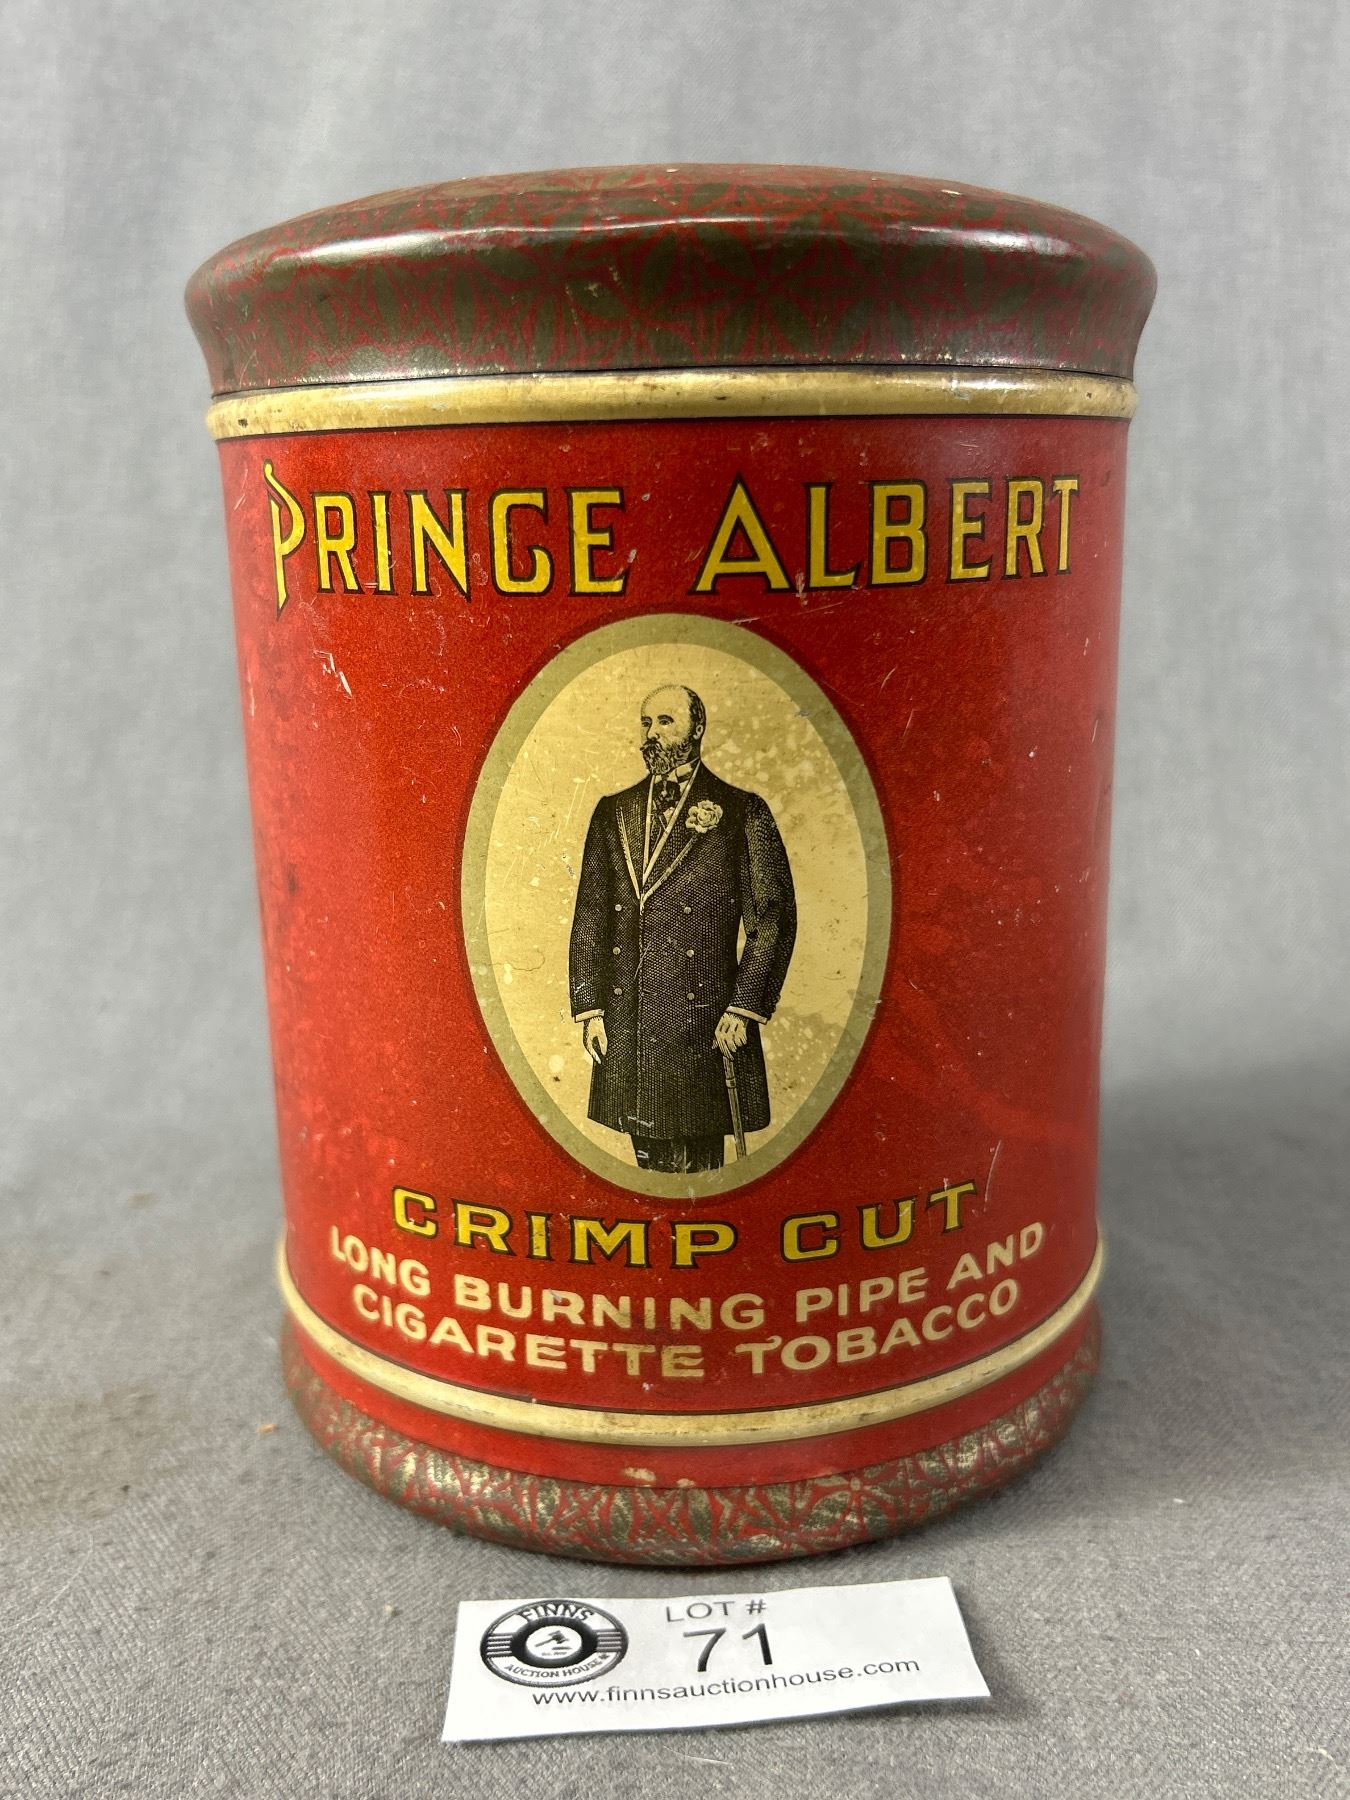 PRINCE ALBERT
CRIMP CUT
LONG BURNING PIPE AND
CIGARETTE TOBACCO
FINNS
AUCTION HOUSE
LOT #
71
www.finnsauctionhouse.com